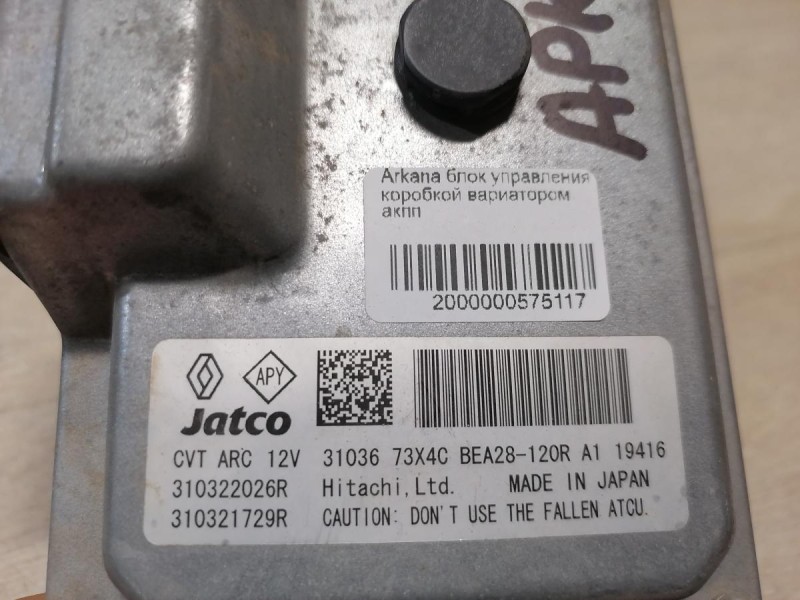 АРК
Arkana блок управления
коробкой вариатором
акпп
2000000575117
APY
Jatco
CVT ARC 12V 31036 73X4C BEA28-120R A1 19416
310322026R Hitachi, Ltd. MADE IN JAPAN
310321729R CAUTION: DON'T USE THE FALLEN ATCU.